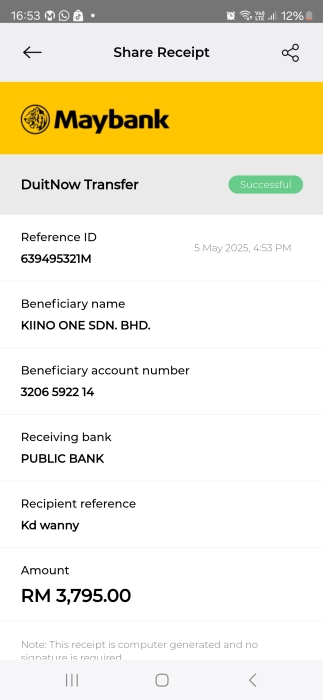 16:53
12%
Share Receipt
Maybank
DuitNow Transfer
Successful
Reference ID
639495321M
5 May 2025, 4:53 PM
Beneficiary name
KIINO ONE SDN. BHD.
Beneficiary account number
3206 5922 14
Receiving bank
PUBLIC BANK
Recipient reference
Kd wanny
Amount
RM 3,795.00
Note: This receipt is computer generated and no
signature is required